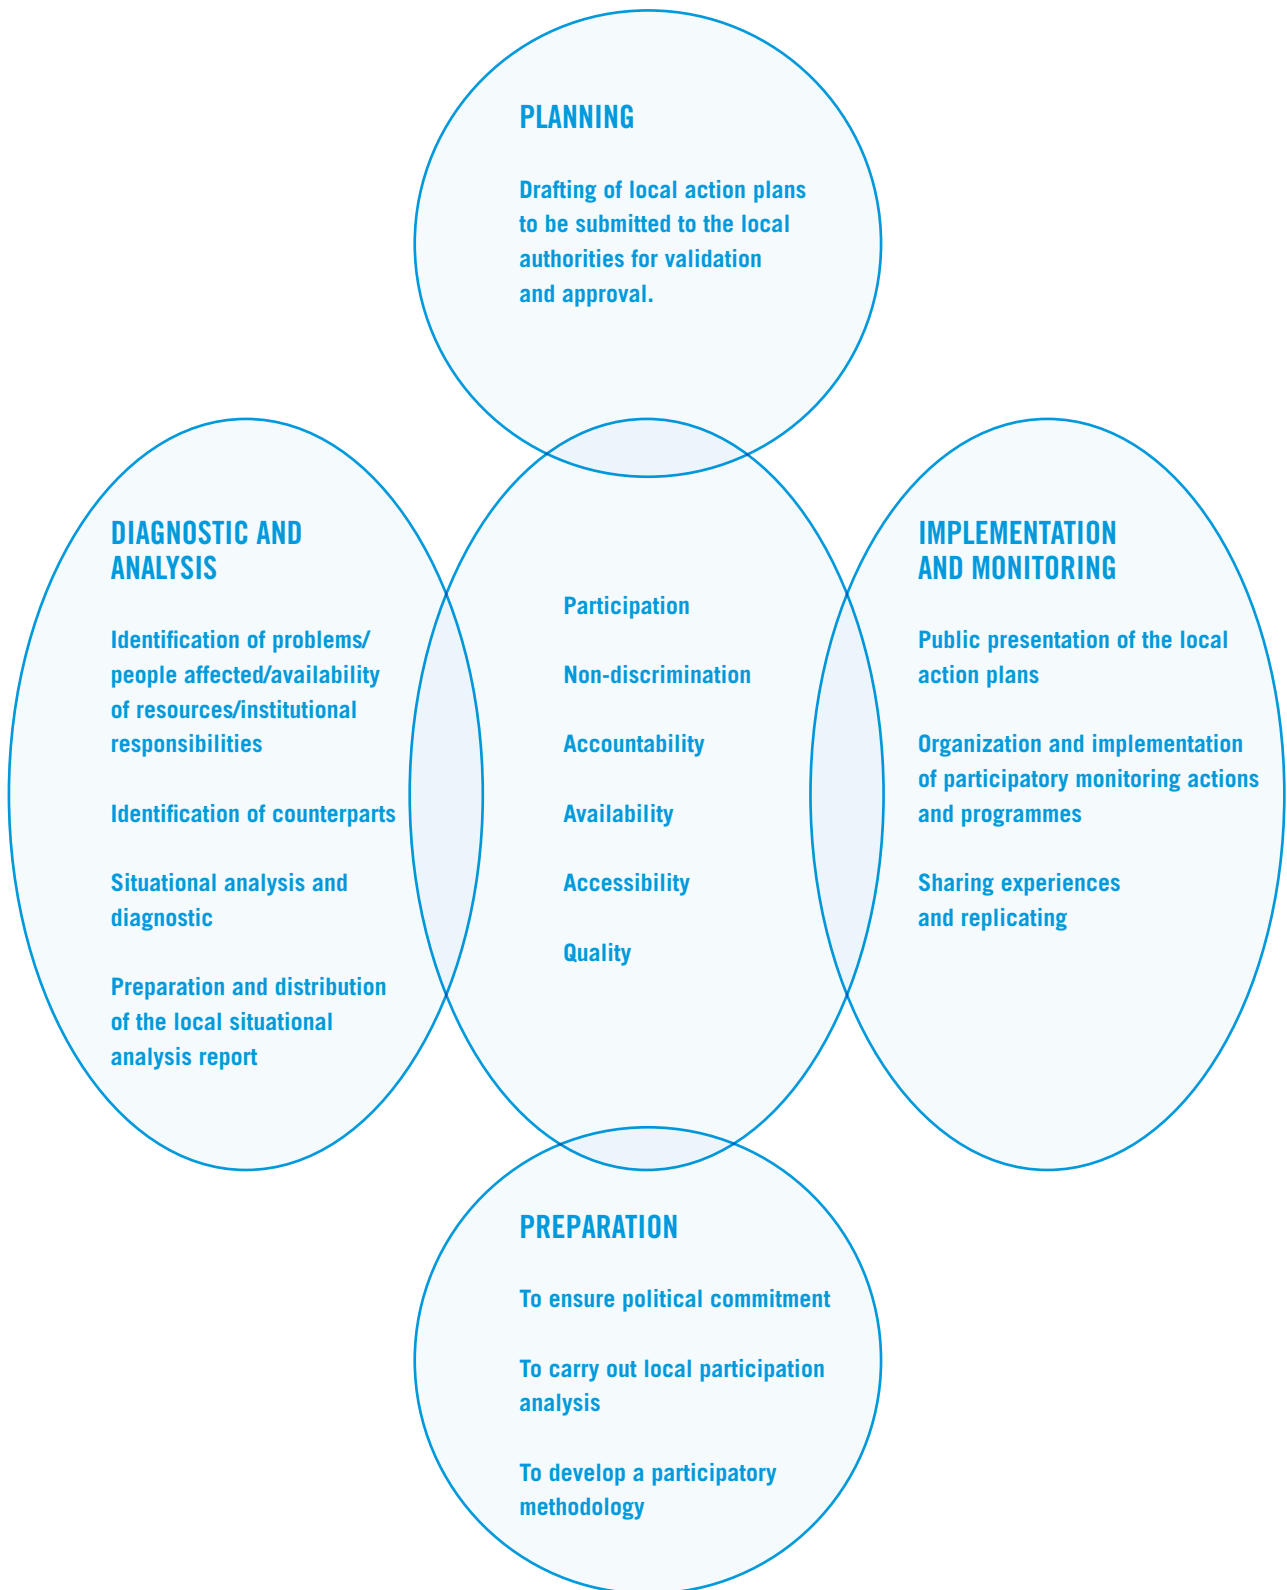 PLANNING
Drafting of local action plans
to be submitted to the local
authorities for validation
and approval.
DIAGNOSTIC AND
ANALYSIS
Identification of problems/
people affected/availability
of resources/institutional
responsibilities
Identification of counterparts
Situational analysis and
diagnostic
Preparation and distribution
of the local situational
analysis report
Participation
Non-discrimination
Accountability
Availability
Accessibility
Quality
IMPLEMENTATION
AND MONITORING
Public presentation of the local
action plans
Organization and implementation
of participatory monitoring actions
and programmes
Sharing experiences
and replicating
PREPARATION
To ensure political commitment
To carry out local participation
analysis
To develop a participatory
methodology